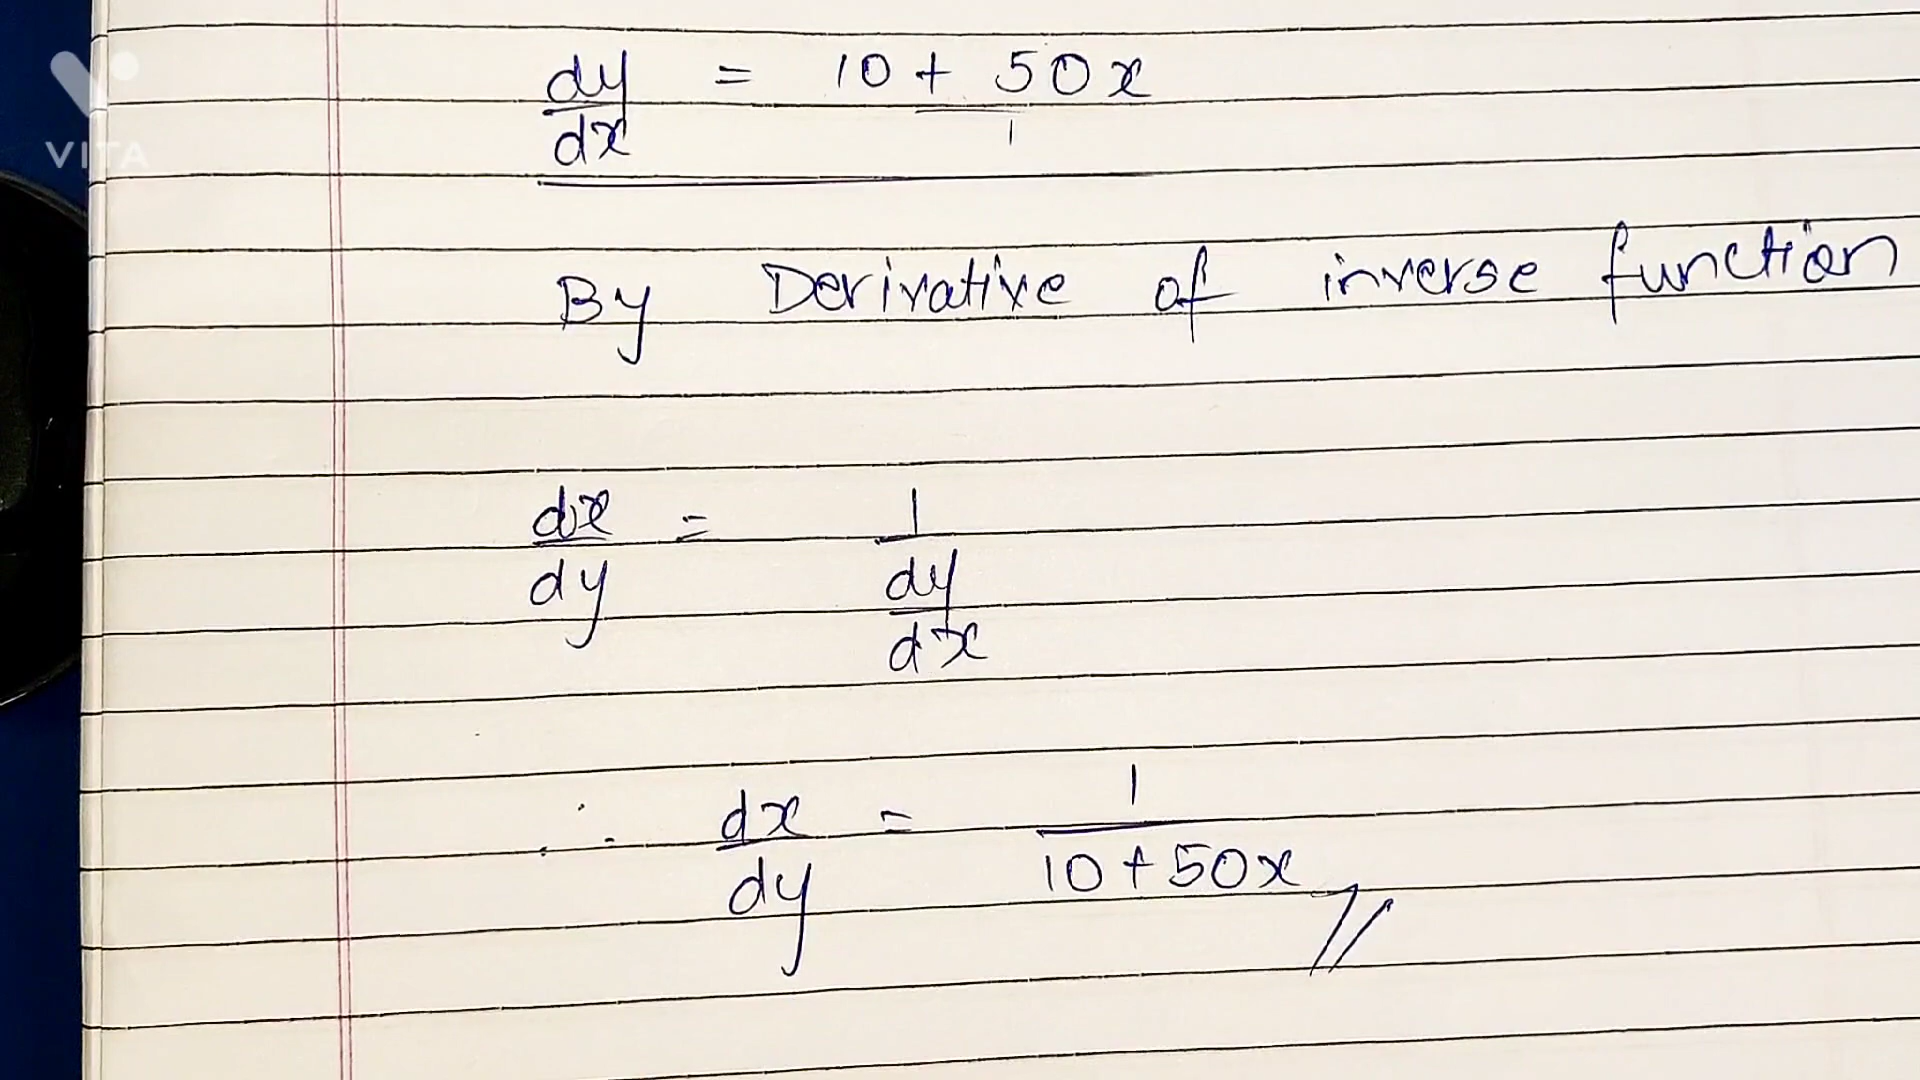 VITA
dy/dx = 10 + 50x/1
By Derivative of inverse function
dx/dy = 1/(dy/dx)
∴ dx/dy = 1/(10+50x) //